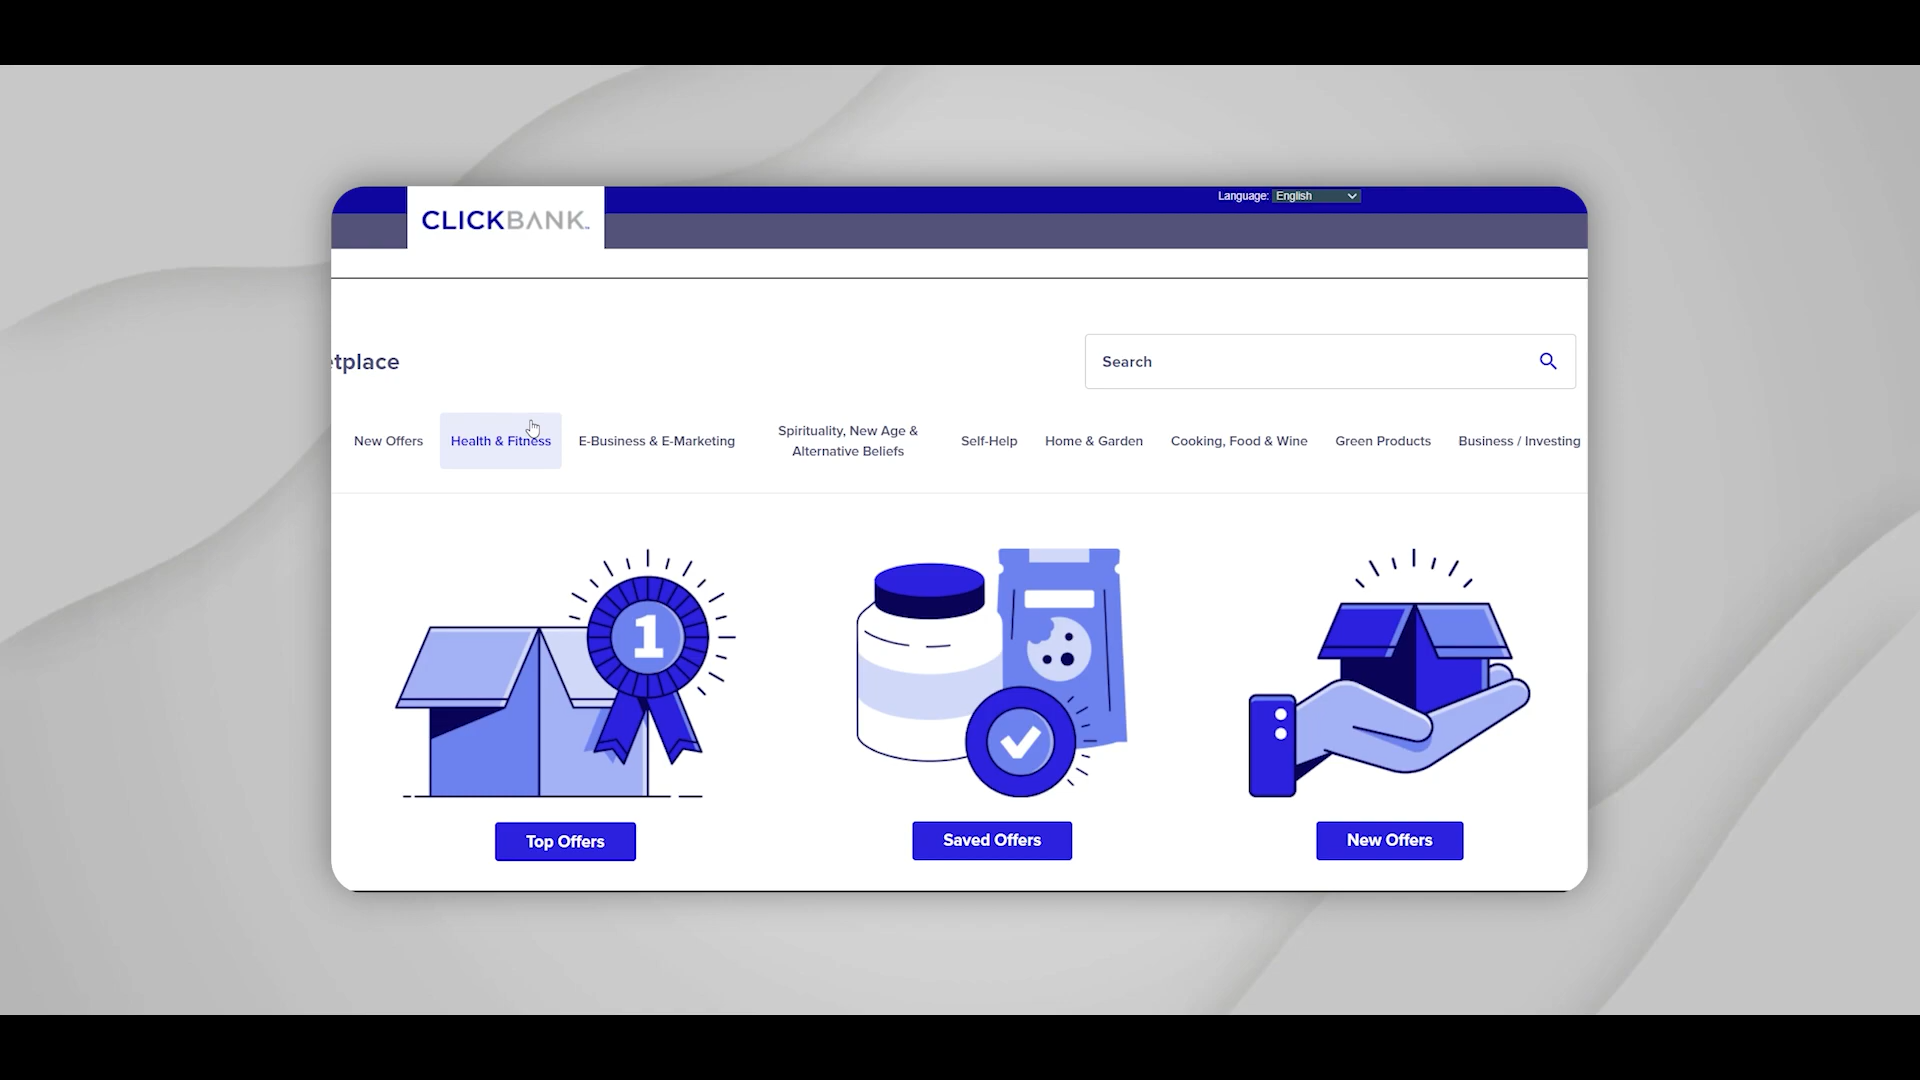 Language: English
CLICKBANK
etplace
Search
New Offers
Health & Fitness
E-Business & E-Marketing
Spirituality, New Age &
Alternative Beliefs
Self-Help
Home & Garden
Cooking, Food & Wine
Green Products
Business / Investing
1
Top Offers
Saved Offers
New Offers